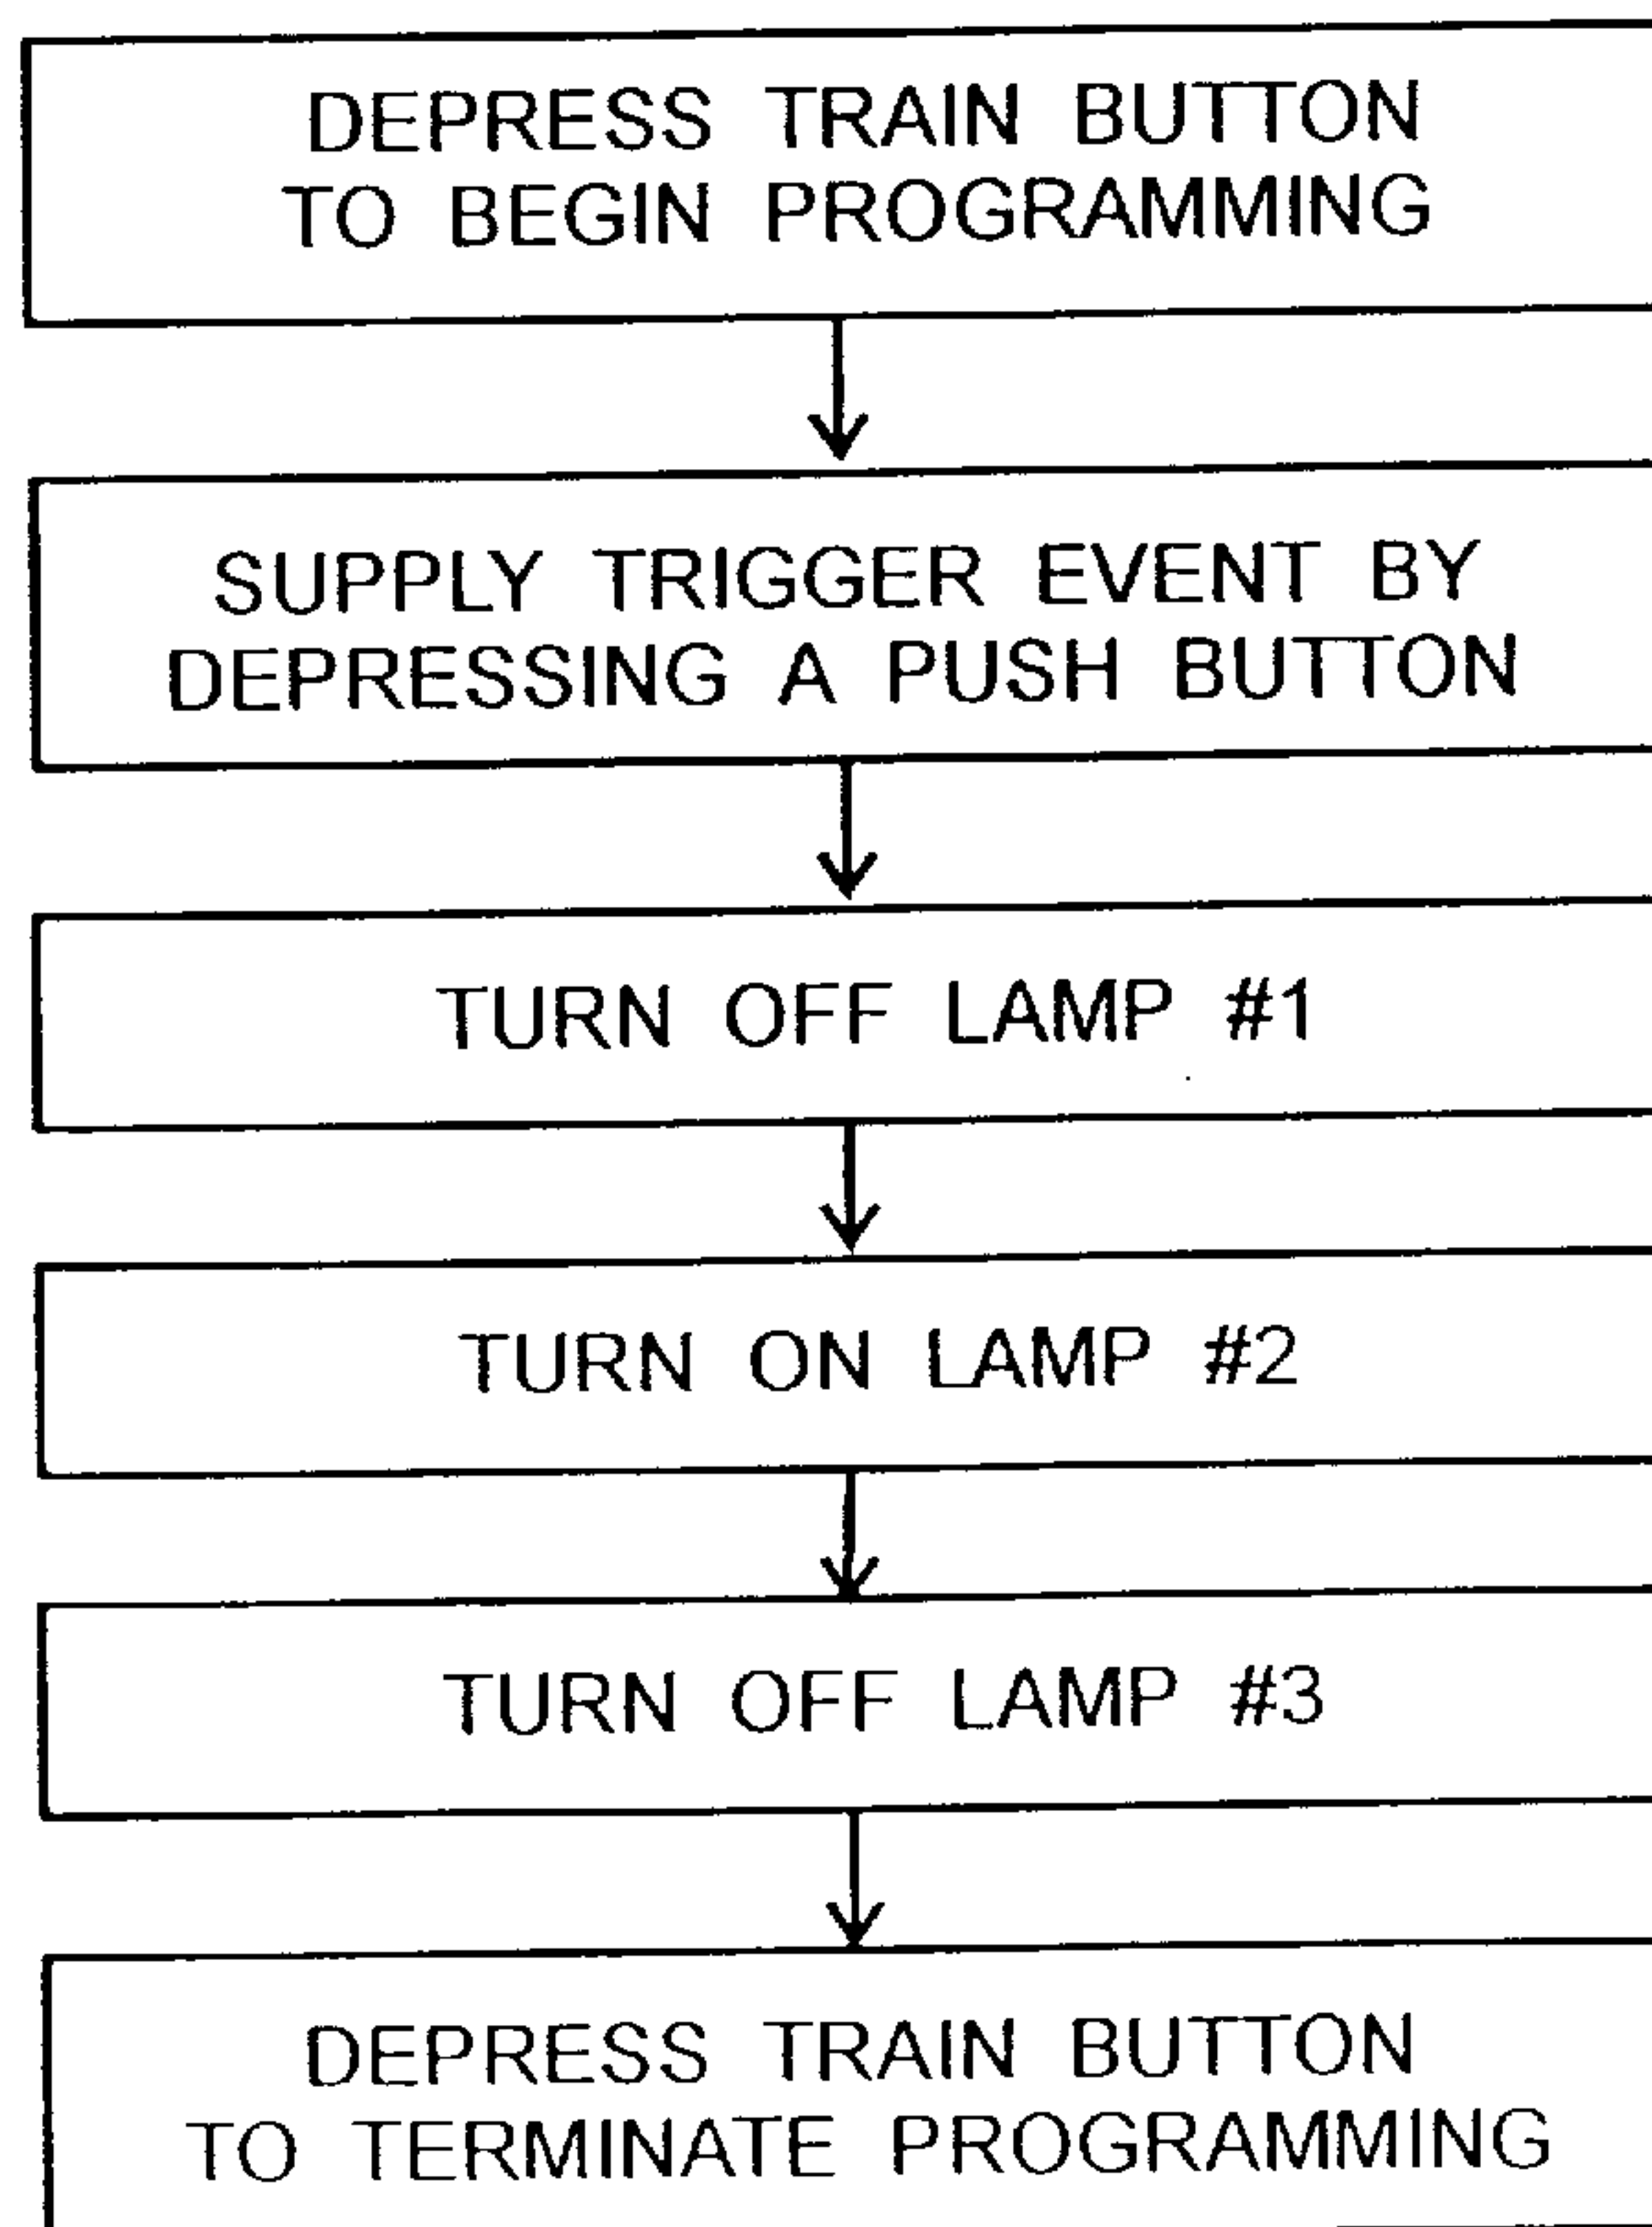 DEPRESS TRAIN BUTTON
TO BEGIN PROGRAMMING
SUPPLY TRIGGER EVENT BY
DEPRESSING A PUSH BUTTON
TURN OFF LAMP #1
TURN ON LAMP #2
TURN OFF LAMP #3
DEPRESS TRAIN BUTTON
TO TERMINATE PROGRAMMING